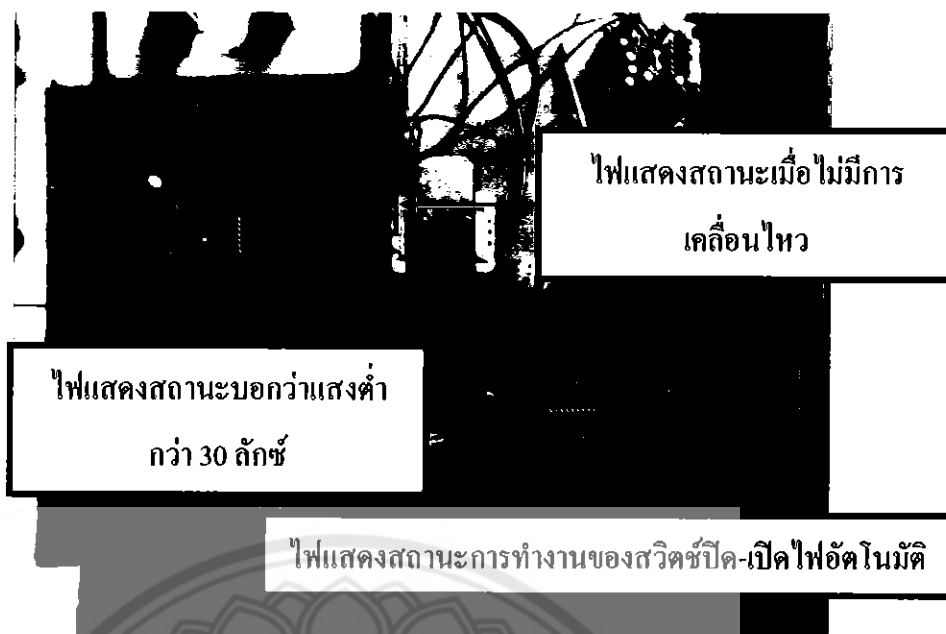 ไฟแสดงสถานะเมื่อไม่มีการ
เคลื่อนไหว
ไฟแสดงสถานะบอกว่าแสงต่ำ
กว่า 30 ลักซ์
ไฟแสดงสถานะการทำงานของสวิตช์ปิด-เปิดไฟอัตโนมัติ